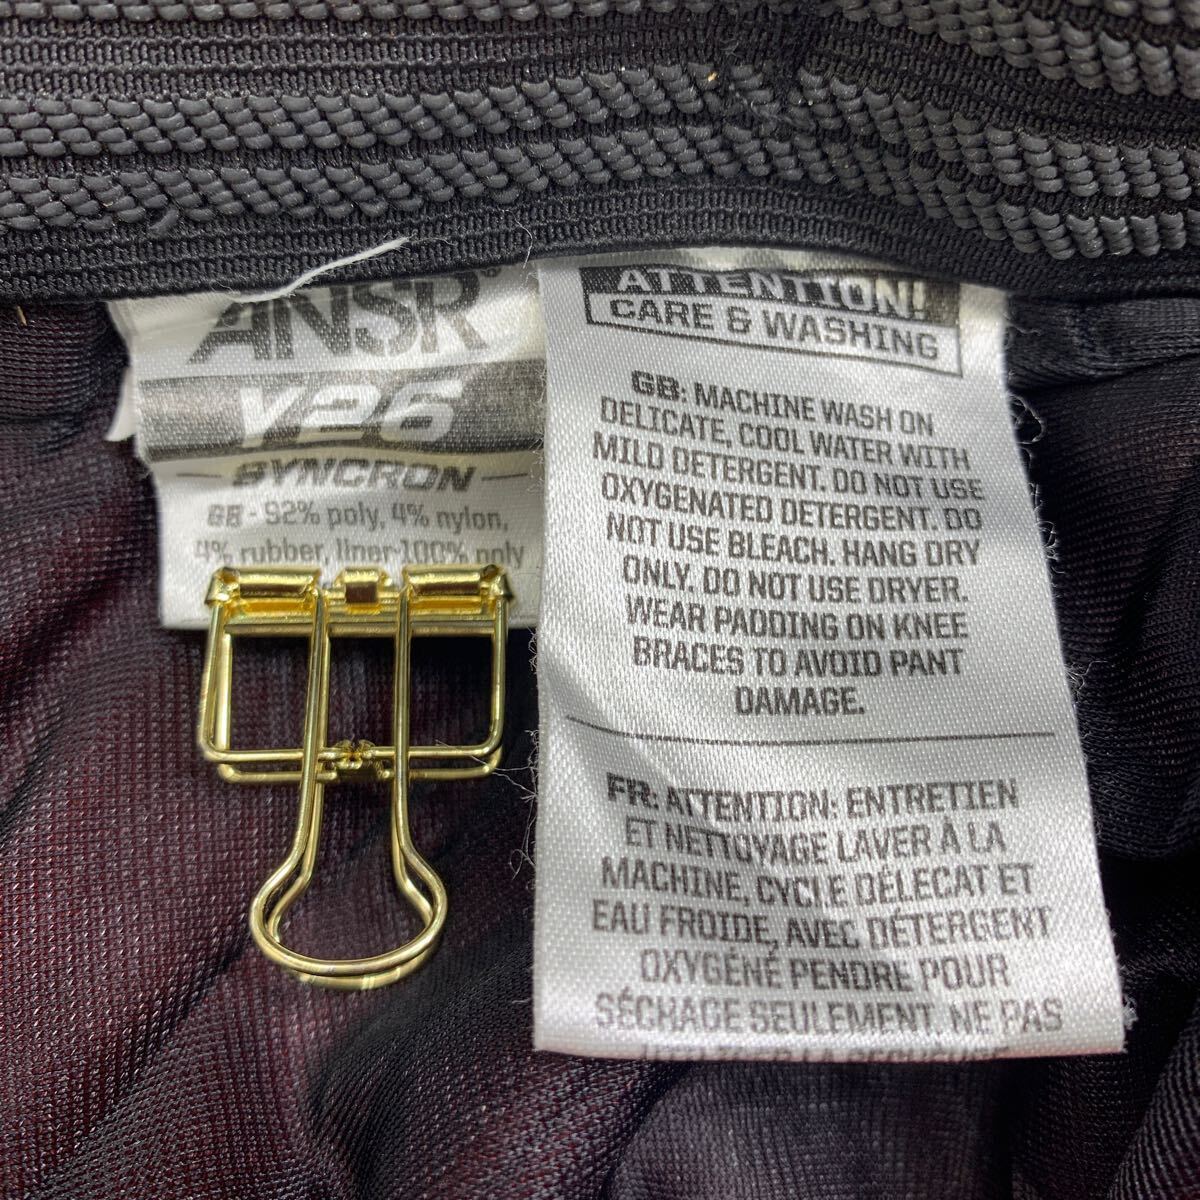 ANSR
Y26
SYNCRON
GB - 92% poly, 4% nylon,
4% rubber, liner-100% poly
ATTENTION!
CARE & WASHING
GB: MACHINE WASH ON
DELICATE, COOL WATER WITH
MILD DETERGENT. DO NOT USE
OXYGENATED DETERGENT. DO
NOT USE BLEACH. HANG DRY
ONLY. DO NOT USE DRYER.
WEAR PADDING ON KNEE
BRACES TO AVOID PANT
DAMAGE.
FR: ATTENTION: ENTRETIEN
ET NETTOYAGE LAVER À LA
MACHINE, CYCLE DÉLECAT ET
EAU FROIDE, AVEC DÉTERGENT
OXYGÉNÉ PENDRE POUR
SÉCHAGE SEULEMENT. NE PAS